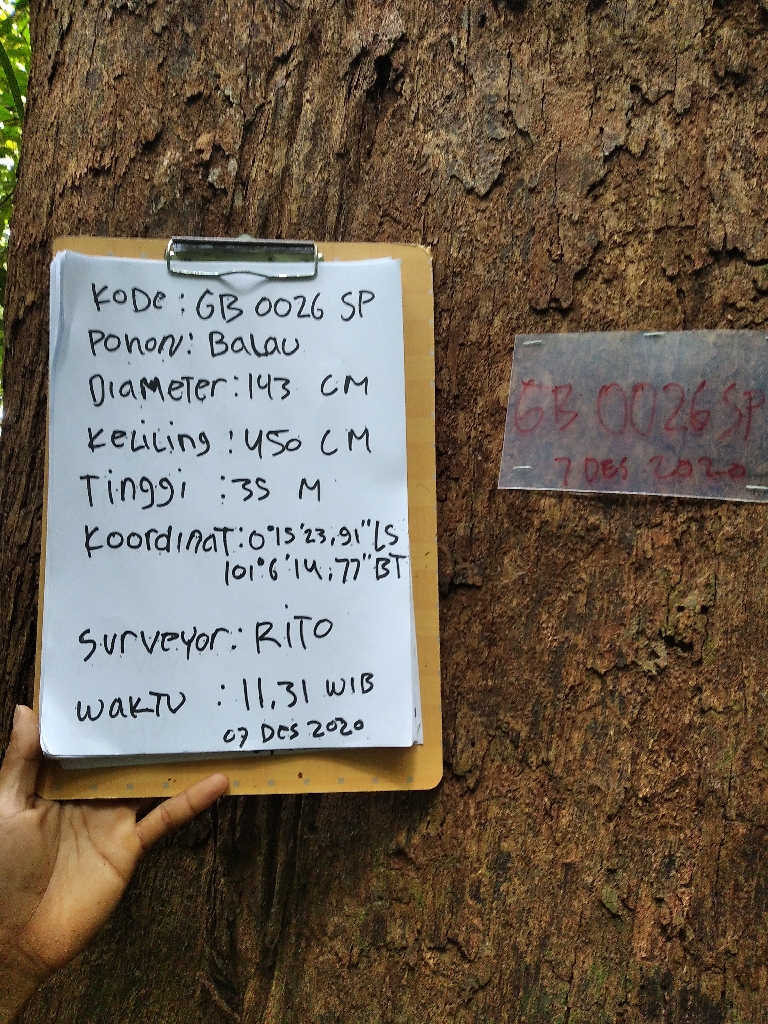 Kode : GB 0026 SP
Pohon : Balau
Diameter : 143 CM
Keliling : 450 CM
Tinggi : 35 M
Koordinat : 0°15'23,91" LS
101°6'14,77" BT
Surveyor : RITO
Waktu : 11.31 WIB
07 DES 2020
GB 0026 SP
7 DES 2020